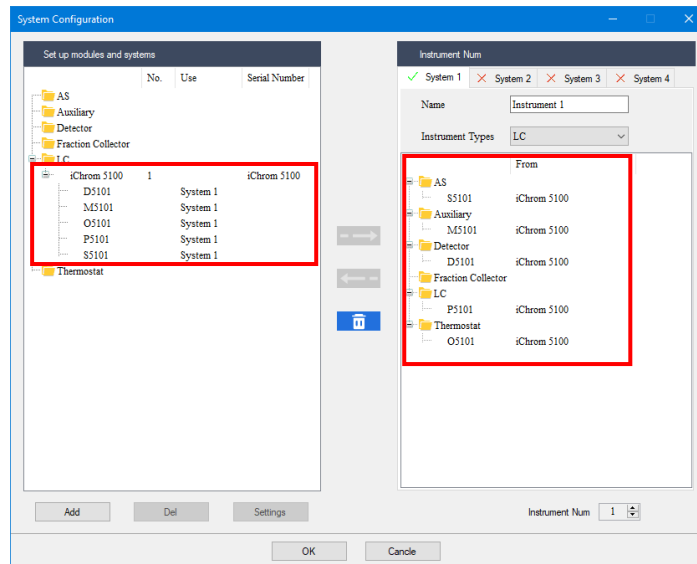 System Configuration
Set up modules and systems
No. Use Serial Number
AS
Auxiliary
Detector
Fraction Collector
LC
iChrom 5100 1 iChrom 5100
D5101 System 1
M5101 System 1
O5101 System 1
P5101 System 1
S5101 System 1
Thermostat
Add Del Settings
Instrument Num
System 1 System 2 System 3 System 4
Name Instrument 1
Instrument Types LC
From
AS
S5101 iChrom 5100
Auxiliary
M5101 iChrom 5100
Detector
D5101 iChrom 5100
Fraction Collector
LC
P5101 iChrom 5100
Thermostat
O5101 iChrom 5100
Instrument Num 1
OK Cancle